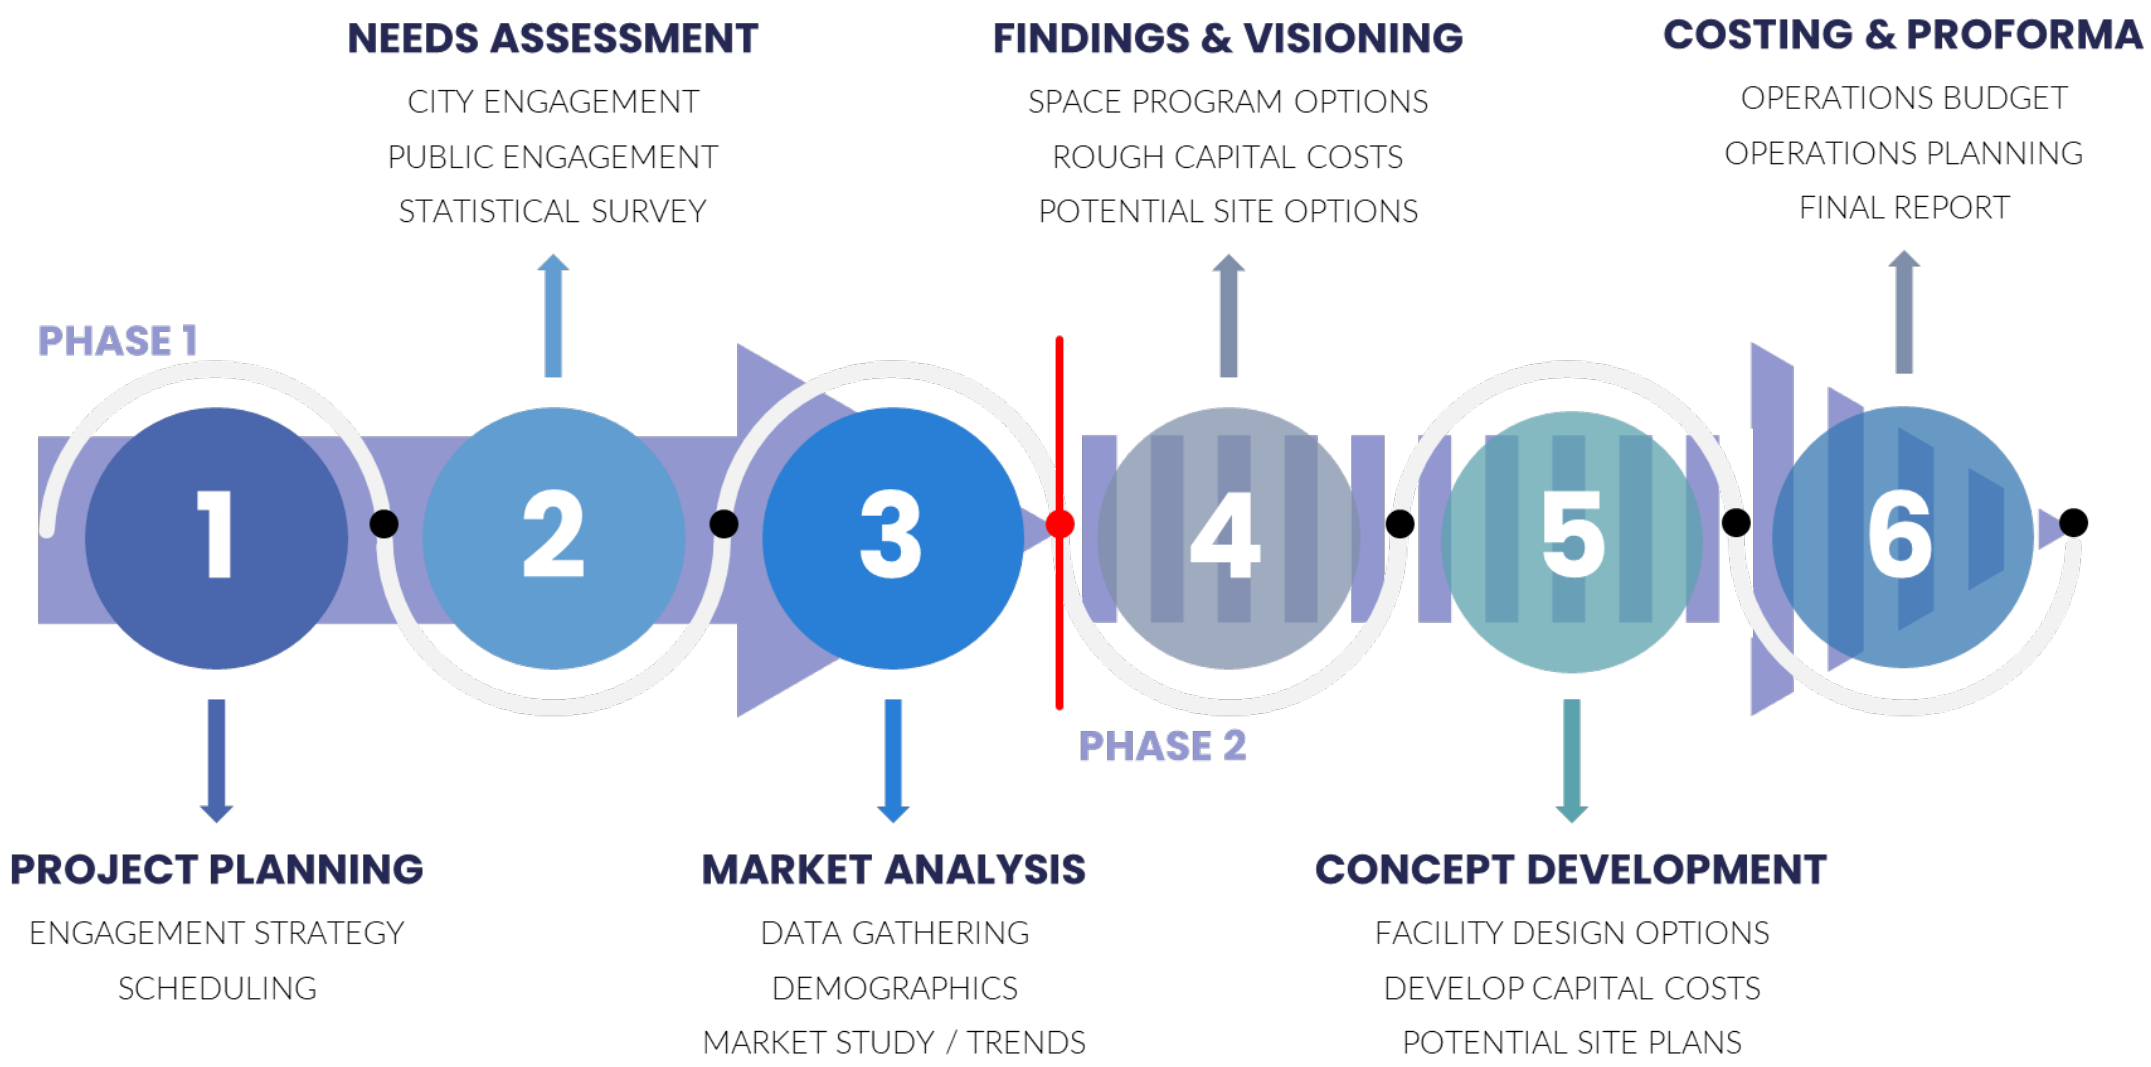 NEEDS ASSESSMENT
CITY ENGAGEMENT
PUBLIC ENGAGEMENT
STATISTICAL SURVEY
FINDINGS & VISIONING
SPACE PROGRAM OPTIONS
ROUGH CAPITAL COSTS
POTENTIAL SITE OPTIONS
COSTING & PROFORMA
OPERATIONS BUDGET
OPERATIONS PLANNING
FINAL REPORT
PHASE 1
1
2
3
4
5
6
PHASE 2
PROJECT PLANNING
ENGAGEMENT STRATEGY
SCHEDULING
MARKET ANALYSIS
DATA GATHERING
DEMOGRAPHICS
MARKET STUDY / TRENDS
CONCEPT DEVELOPMENT
FACILITY DESIGN OPTIONS
DEVELOP CAPITAL COSTS
POTENTIAL SITE PLANS